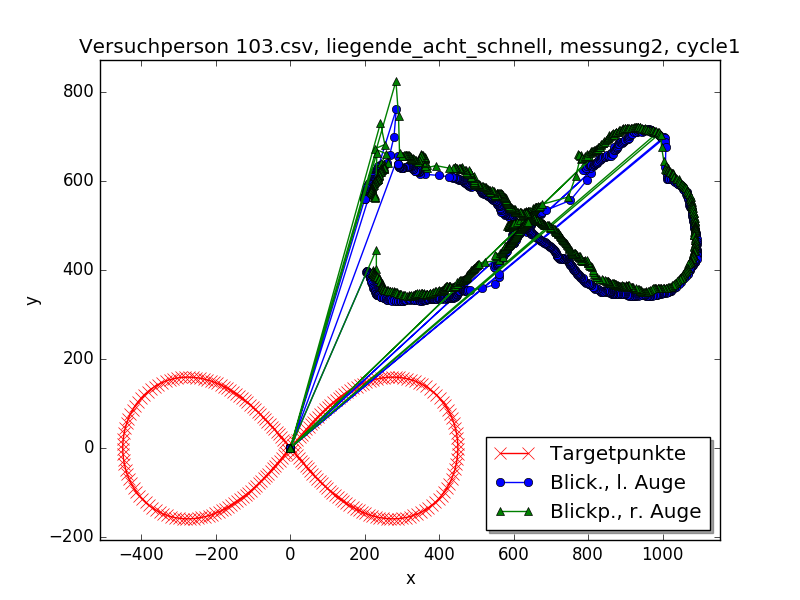 Versuchperson 103.csv, liegende_acht_schnell, messung2, cycle1
y
800
600
400
200
0
−200
−400 −200 0 200 400 600 800 1000
x
Targetpunkte
Blick., l. Auge
Blickp., r. Auge